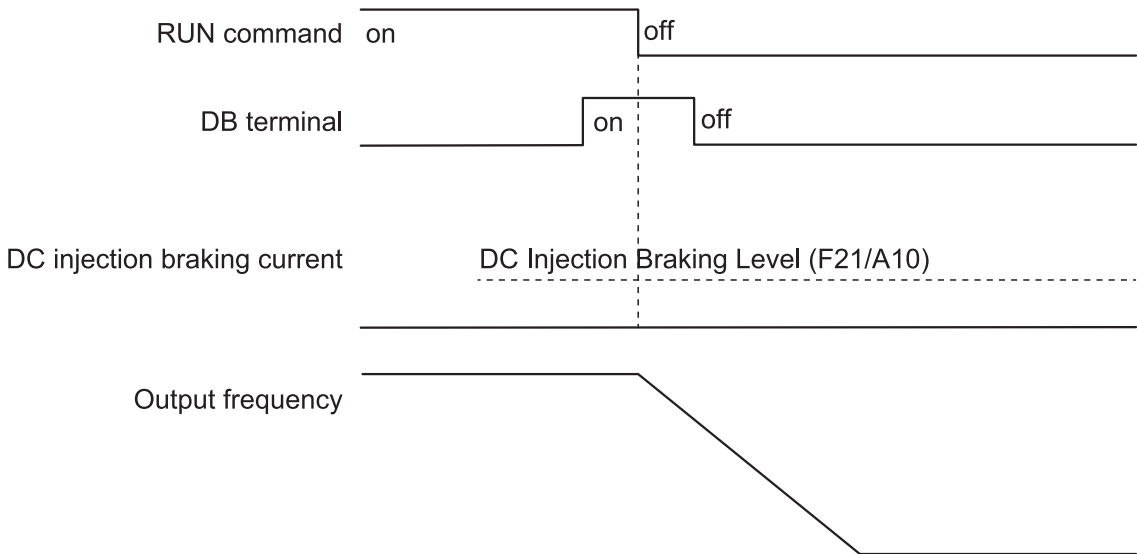 RUN command on off
DB terminal on off
DC injection braking current DC Injection Braking Level (F21/A10)
Output frequency